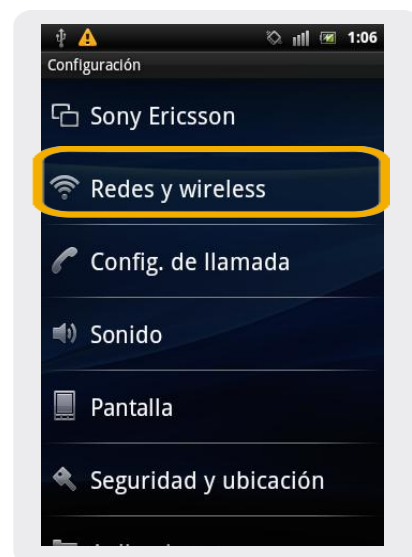 1:06
Configuración
Sony Ericsson
Redes y wireless
Config. de llamada
Sonido
Pantalla
Seguridad y ubicación